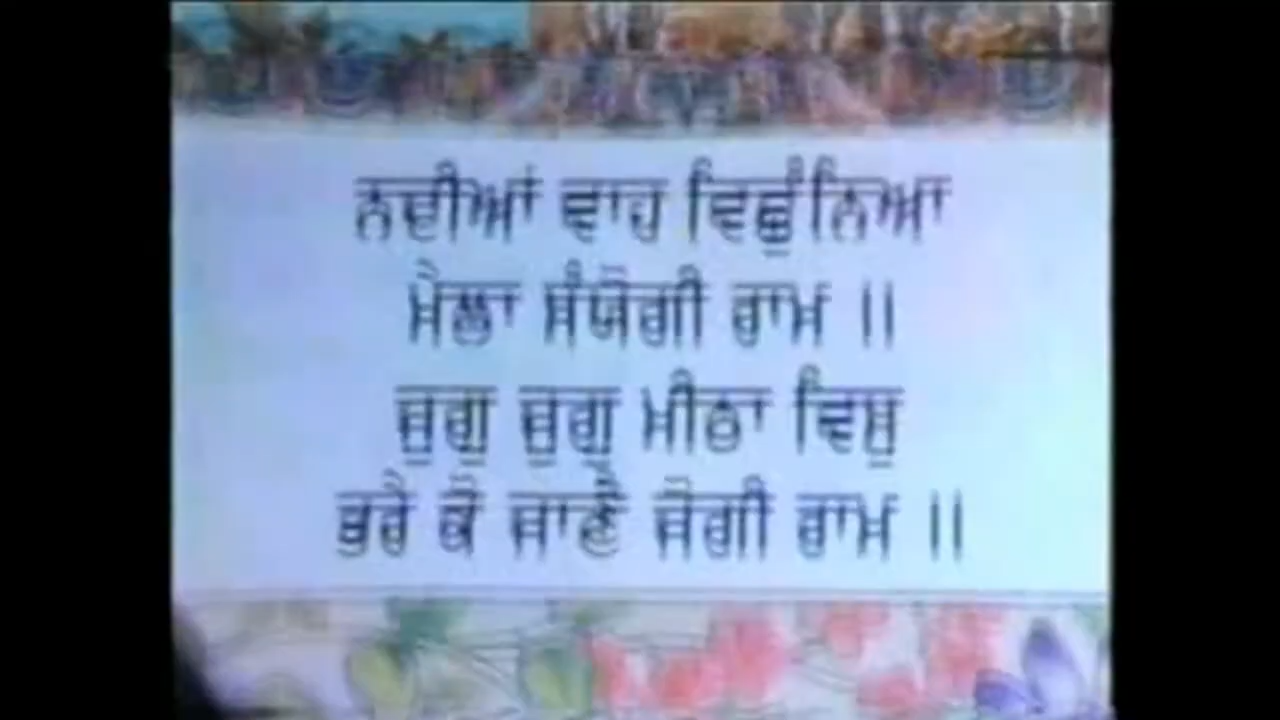 ਨਦੀਆਂ ਵਾਹ ਵਿਛੁੰਨਿਆ
ਮੇਲਾ ਸੰਯੋਗੀ ਰਾਮ ॥
ਜੁਗੁ ਜੁਗੁ ਮੀਠਾ ਵਿਸੁ
ਭਰੇ ਕੋ ਜਾਣੈ ਜੋਗੀ ਰਾਮ ॥